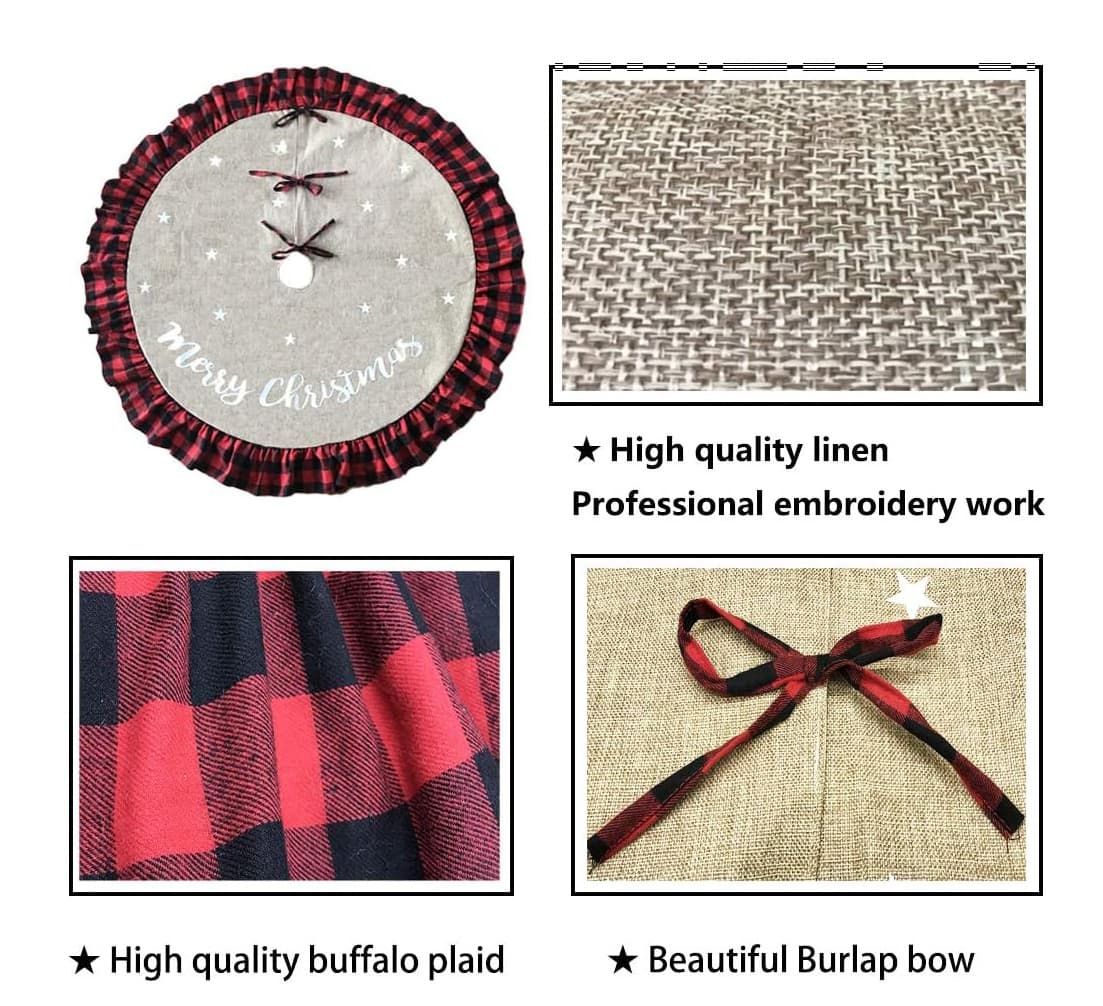 Merry Christmas
★ High quality linen
Professional embroidery work
★ High quality buffalo plaid
★ Beautiful Burlap bow